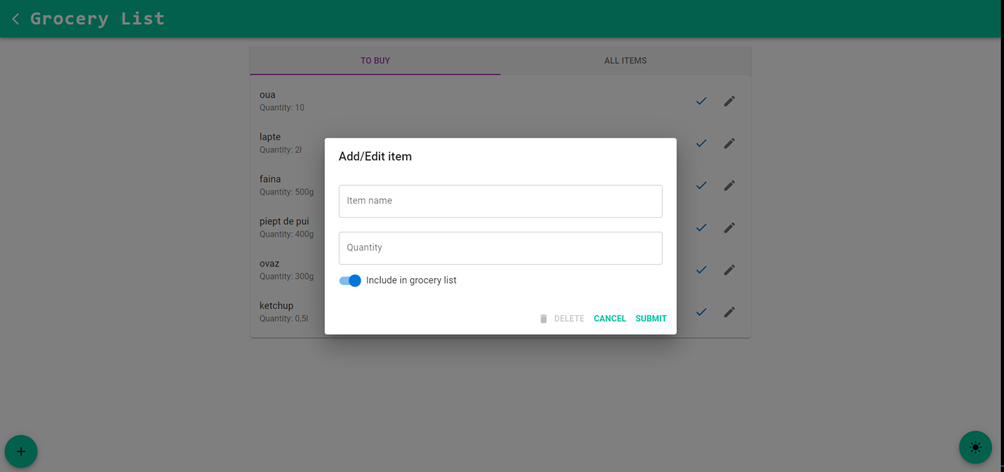 Grocery List
TO BUY
ALL ITEMS
oua
Quantity: 10
lapte
Quantity: 2l
faina
Quantity: 500g
piept de pui
Quantity: 400g
ovaz
Quantity: 300g
ketchup
Quantity: 0,5l
Add/Edit item
Item name
Quantity
Include in grocery list
DELETE
CANCEL
SUBMIT